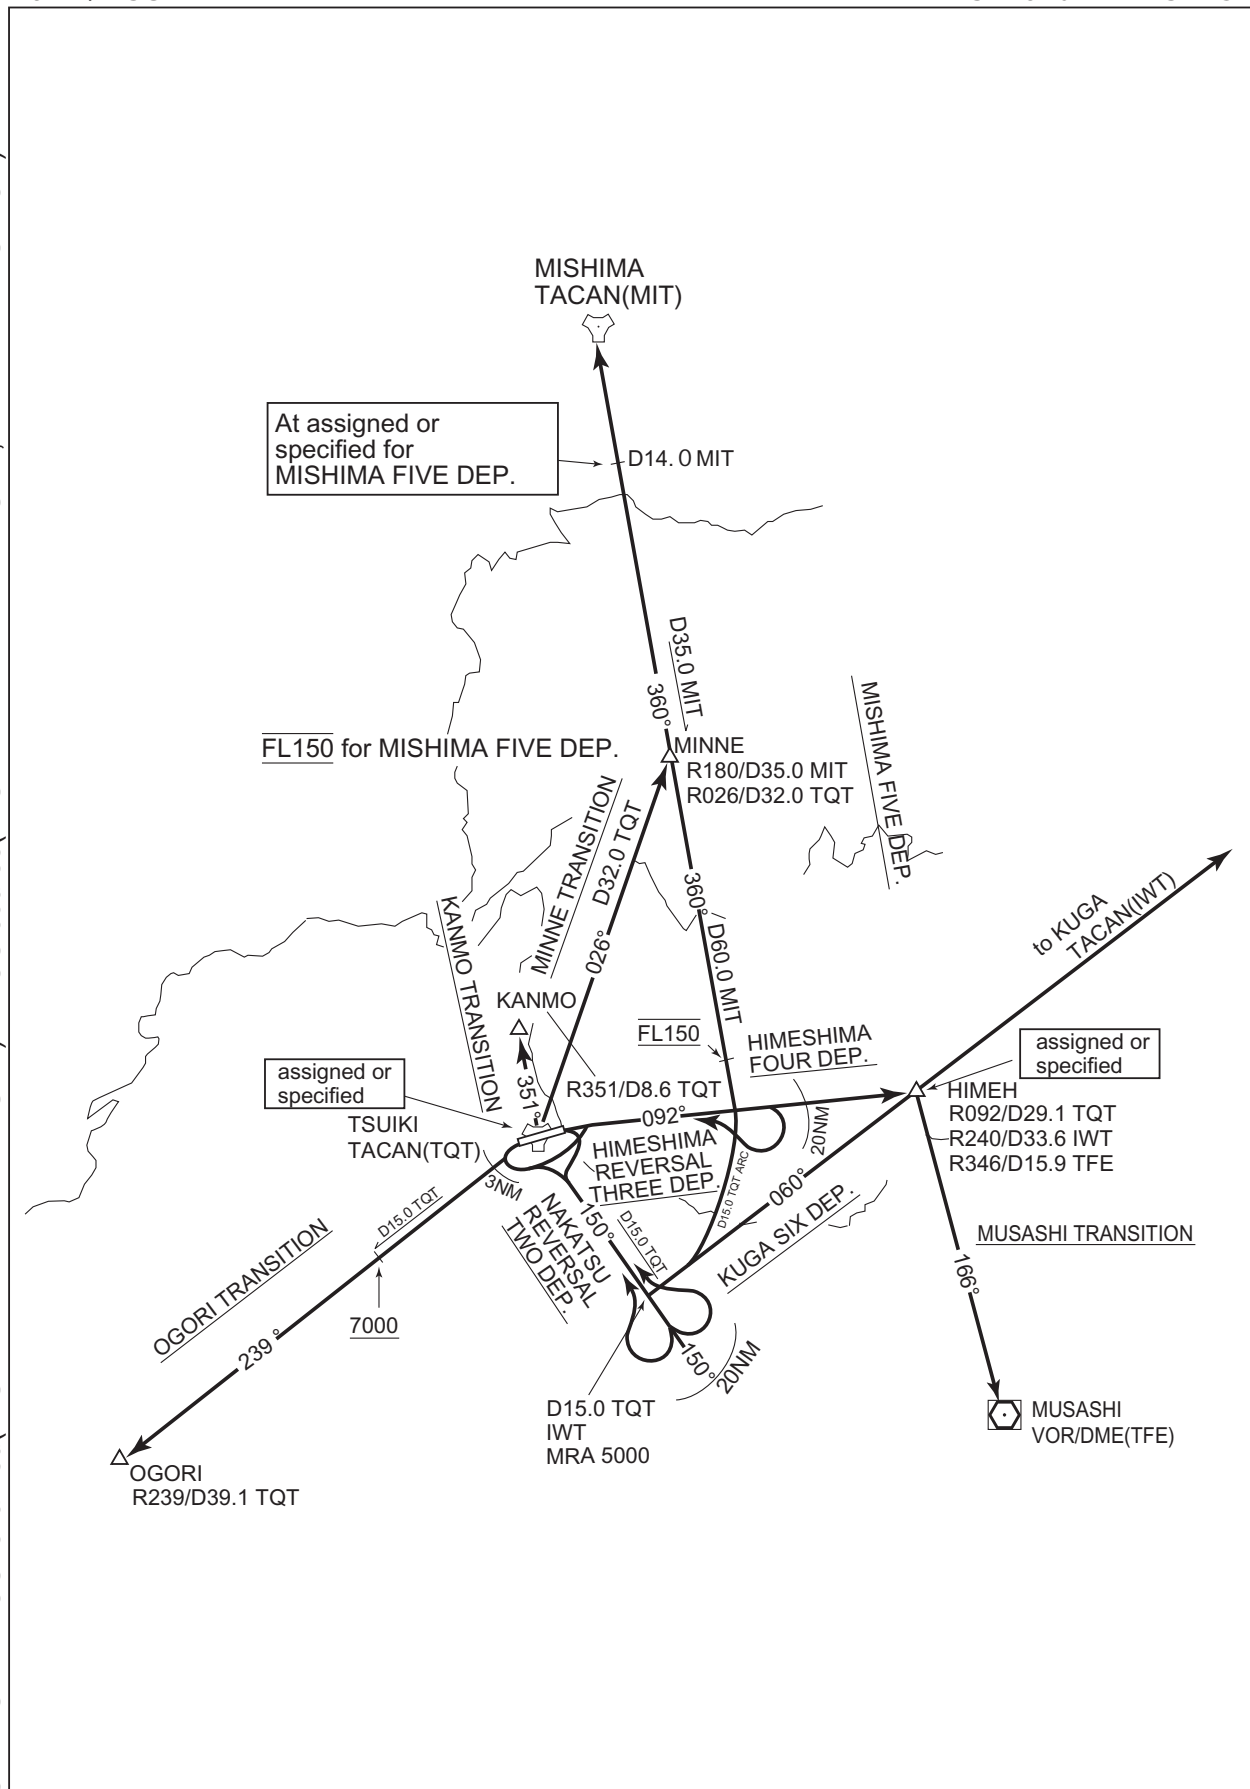 MISHIMA
TACAN(MIT)
At assigned or
specified for
MISHIMA FIVE DEP.
D14.0 MIT
D35.0 MIT
360°
MISHIMA FIVE DEP.
FL150 for MISHIMA FIVE DEP.
MINNE
R180/D35.0 MIT
R026/D32.0 TQT
MINNE TRANSITION
D32.0 TQT
026°
360°
D60.0 MIT
KANMO TRANSITION
to KUGA
TACAN(IWT)
KANMO
FL150
HIMESHIMA
FOUR DEP.
assigned or
specified
assigned or
specified
351°
R351/D8.6 TQT
HIMEH
R092/D29.1 TQT
R240/D33.6 IWT
R346/D15.9 TFE
TSUIKI
TACAN(TQT)
092°
20NM
HIMESHIMA
REVERSAL
THREE DEP.
3NM
D15.0 TQT ARC
060°
KUGA SIX DEP.
NAKATSU
REVERSAL
TWO DEP.
150°
D15.0 TQT
D15.0 TQT
OGORI TRANSITION
MUSASHI TRANSITION
166°
7000
239°
150°
20NM
D15.0 TQT
IWT
MRA 5000
MUSASHI
VOR/DME(TFE)
OGORI
R239/D39.1 TQT